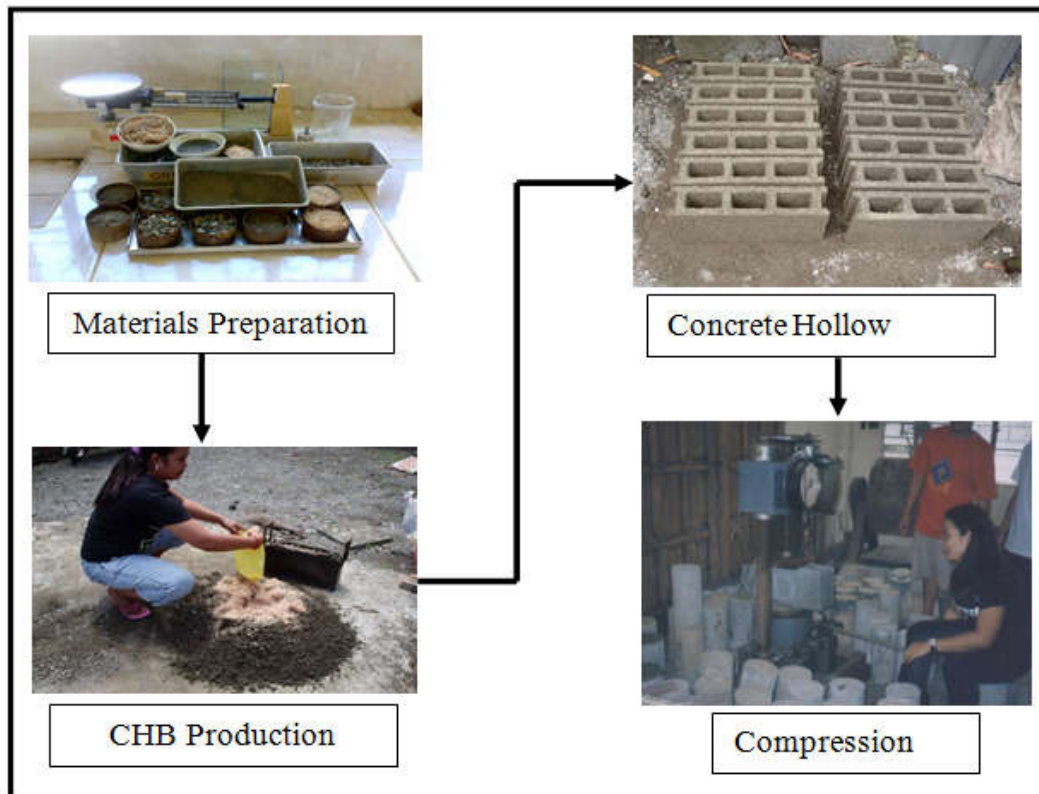 Materials Preparation
CHB Production
Concrete Hollow
Compression